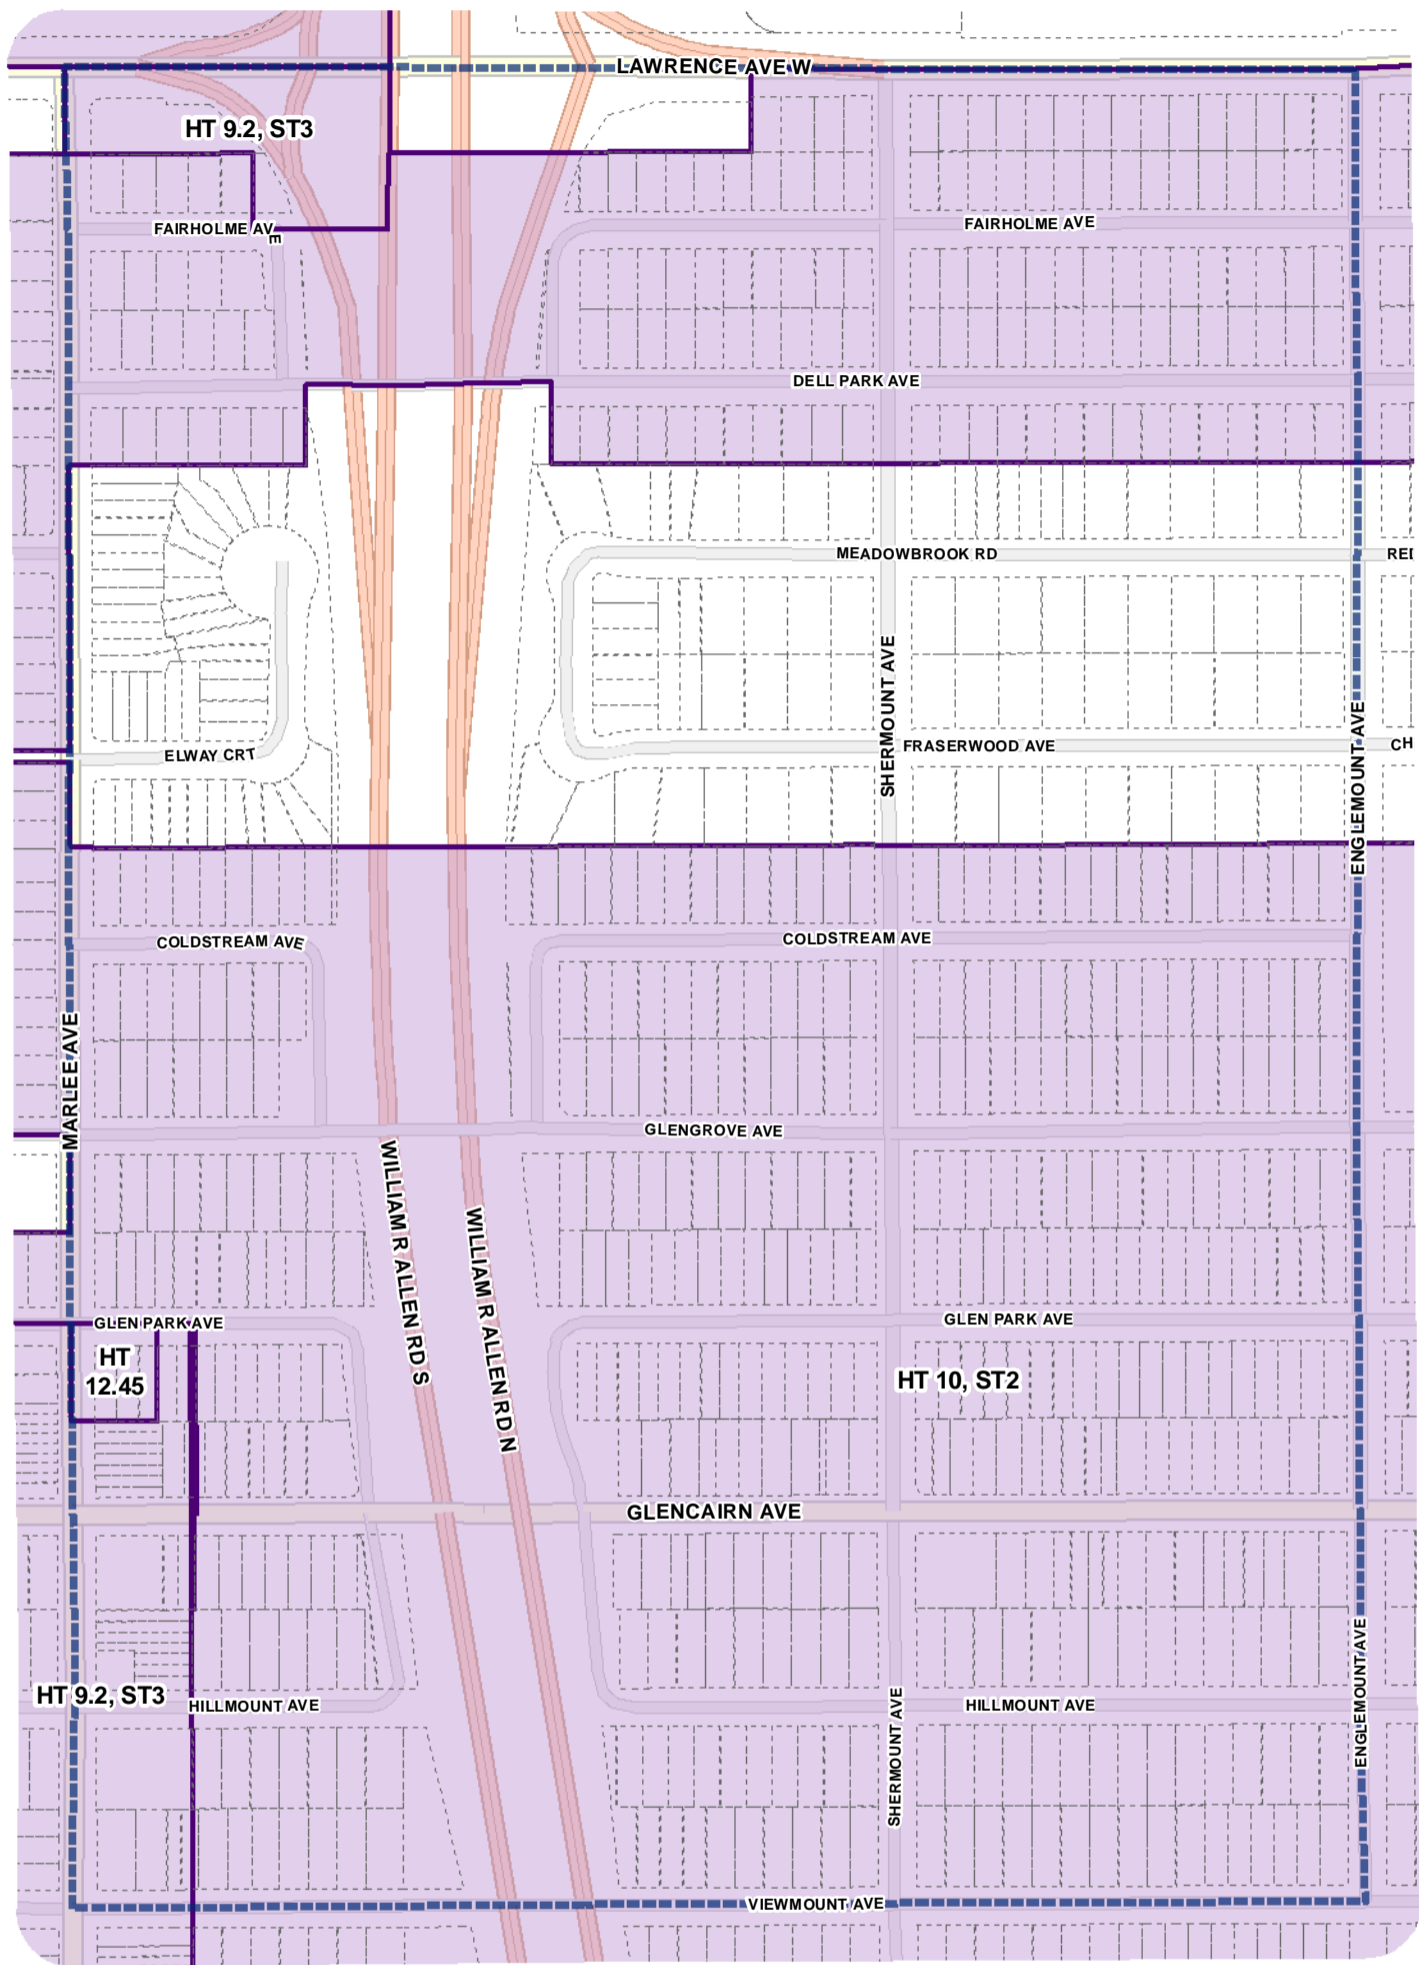 LAWRENCE AVE W
HT 9.2, ST3
FAIRHOLME AVE
FAIRHOLME AVE
DELL PARK AVE
MEADOWBROOK RD
RED
SHERMOUNT AVE
ENGLEMOUNT AVE
ELWAY CRT
FRASERWOOD AVE
CH
COLDSTREAM AVE
COLDSTREAM AVE
MARLEE AVE
GLENGROVE AVE
WILLIAM R ALLEN RD S
WILLIAM R ALLEN RD N
GLEN PARK AVE
GLEN PARK AVE
HT
12.45
HT 10, ST2
GLENCAIRN AVE
HT 9.2, ST3
HILLMOUNT AVE
HILLMOUNT AVE
SHERMOUNT AVE
ENGLEMOUNT AVE
VIEWMOUNT AVE